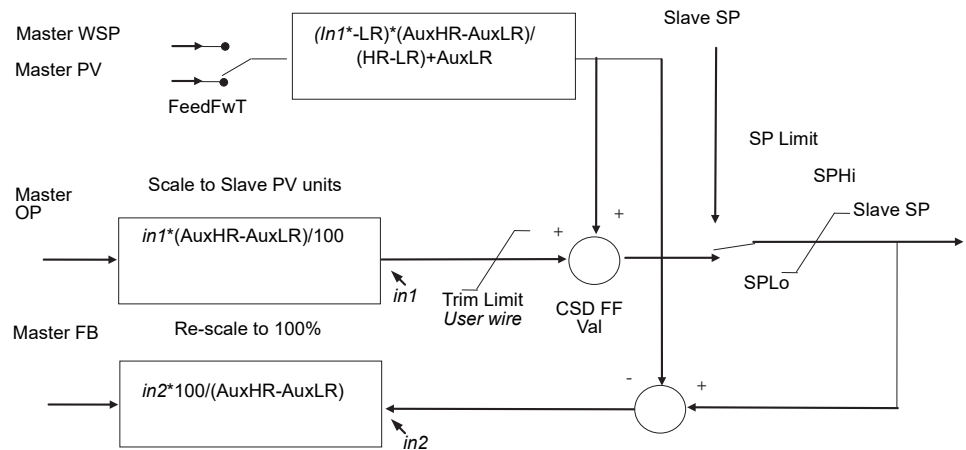 Slave SP
Master WSP
Master PV
FeedFwT
(In1*-LR)*(AuxHR-AuxLR)/
(HR-LR)+AuxLR
SP Limit
SPHi
Slave SP
SPLo
Master
OP
Scale to Slave PV units
in1*(AuxHR-AuxLR)/100
in1
Trim Limit
User wire
+
+
CSD FF
Val
Master FB
Re-scale to 100%
in2*100/(AuxHR-AuxLR)
in2
-
+